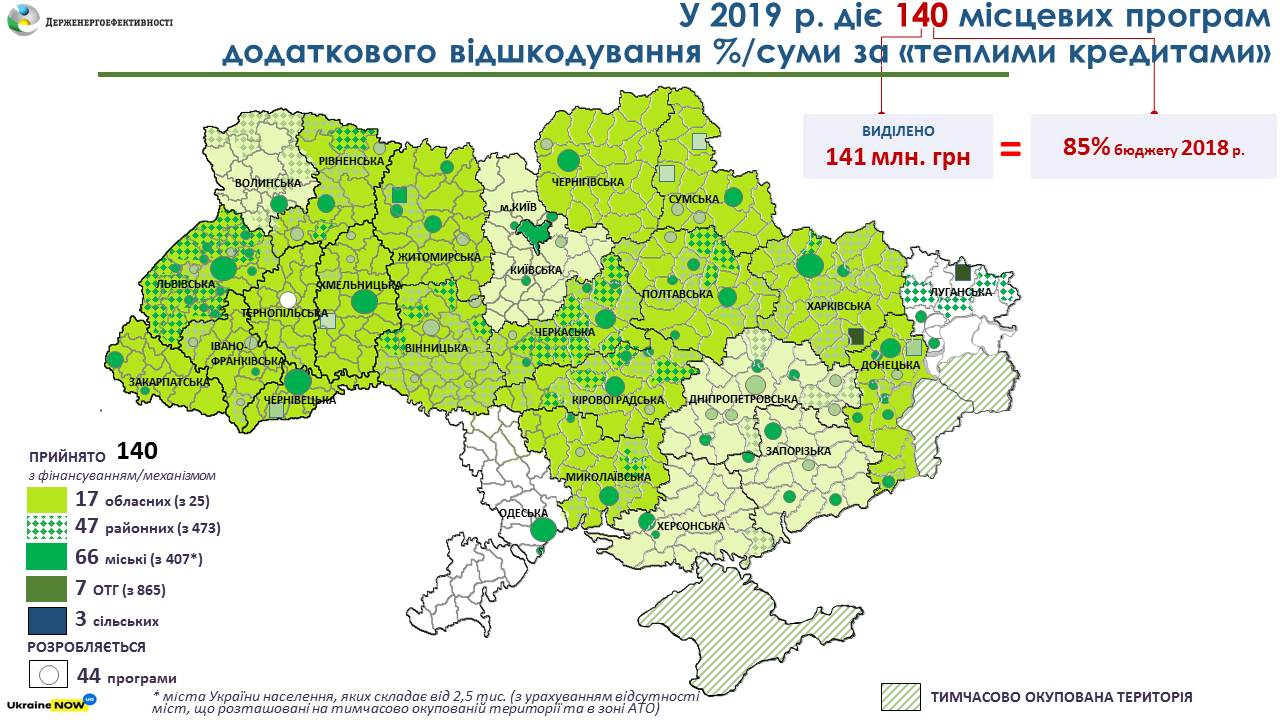 ДЕРЖЕНЕРГОЕФЕКТИВНОСТІ
У 2019 р. діє 140 місцевих програм
додаткового відшкодування %/суми за «теплими кредитами»
ВИДІЛЕНО
141 млн. грн
=
85% бюджету 2018 р.
ВОЛИНСЬКА
РІВНЕНСЬКА
ЖИТОМИРСЬКА
м.КИЇВ
КИЇВСЬКА
ЧЕРНІГІВСЬКА
СУМСЬКА
ЛЬВІВСЬКА
ТЕРНОПІЛЬСЬКА
ХМЕЛЬНИЦЬКА
ВІННИЦЬКА
ЧЕРКАСЬКА
ПОЛТАВСЬКА
ХАРКІВСЬКА
ЛУГАНСЬКА
ІВАНО
ФРАНКІВСЬКА
ЗАКАРПАТСЬКА
ЧЕРНІВЕЦЬКА
КІРОВОГРАДСЬКА
ДНІПРОПЕТРОВСЬКА
ДОНЕЦЬКА
ЗАПОРІЗЬКА
МИКОЛАЇВСЬКА
ОДЕСЬКА
ХЕРСОНСЬКА
ПРИЙНЯТО 140
з фінансуванням/механізмом
17 обласних (з 25)
47 районних (з 473)
66 міські (з 407*)
7 ОТГ (з 865)
3 сільських
РОЗРОБЛЯЄТЬСЯ
44 програми
Ukraine NOW ua
* міста України населення, яких складає від 2,5 тис. (з урахуванням відсутності
міст, що розташовані на тимчасово окупованій території та в зоні АТО)
ТИМЧАСОВО ОКУПОВАНА ТЕРИТОРІЯ